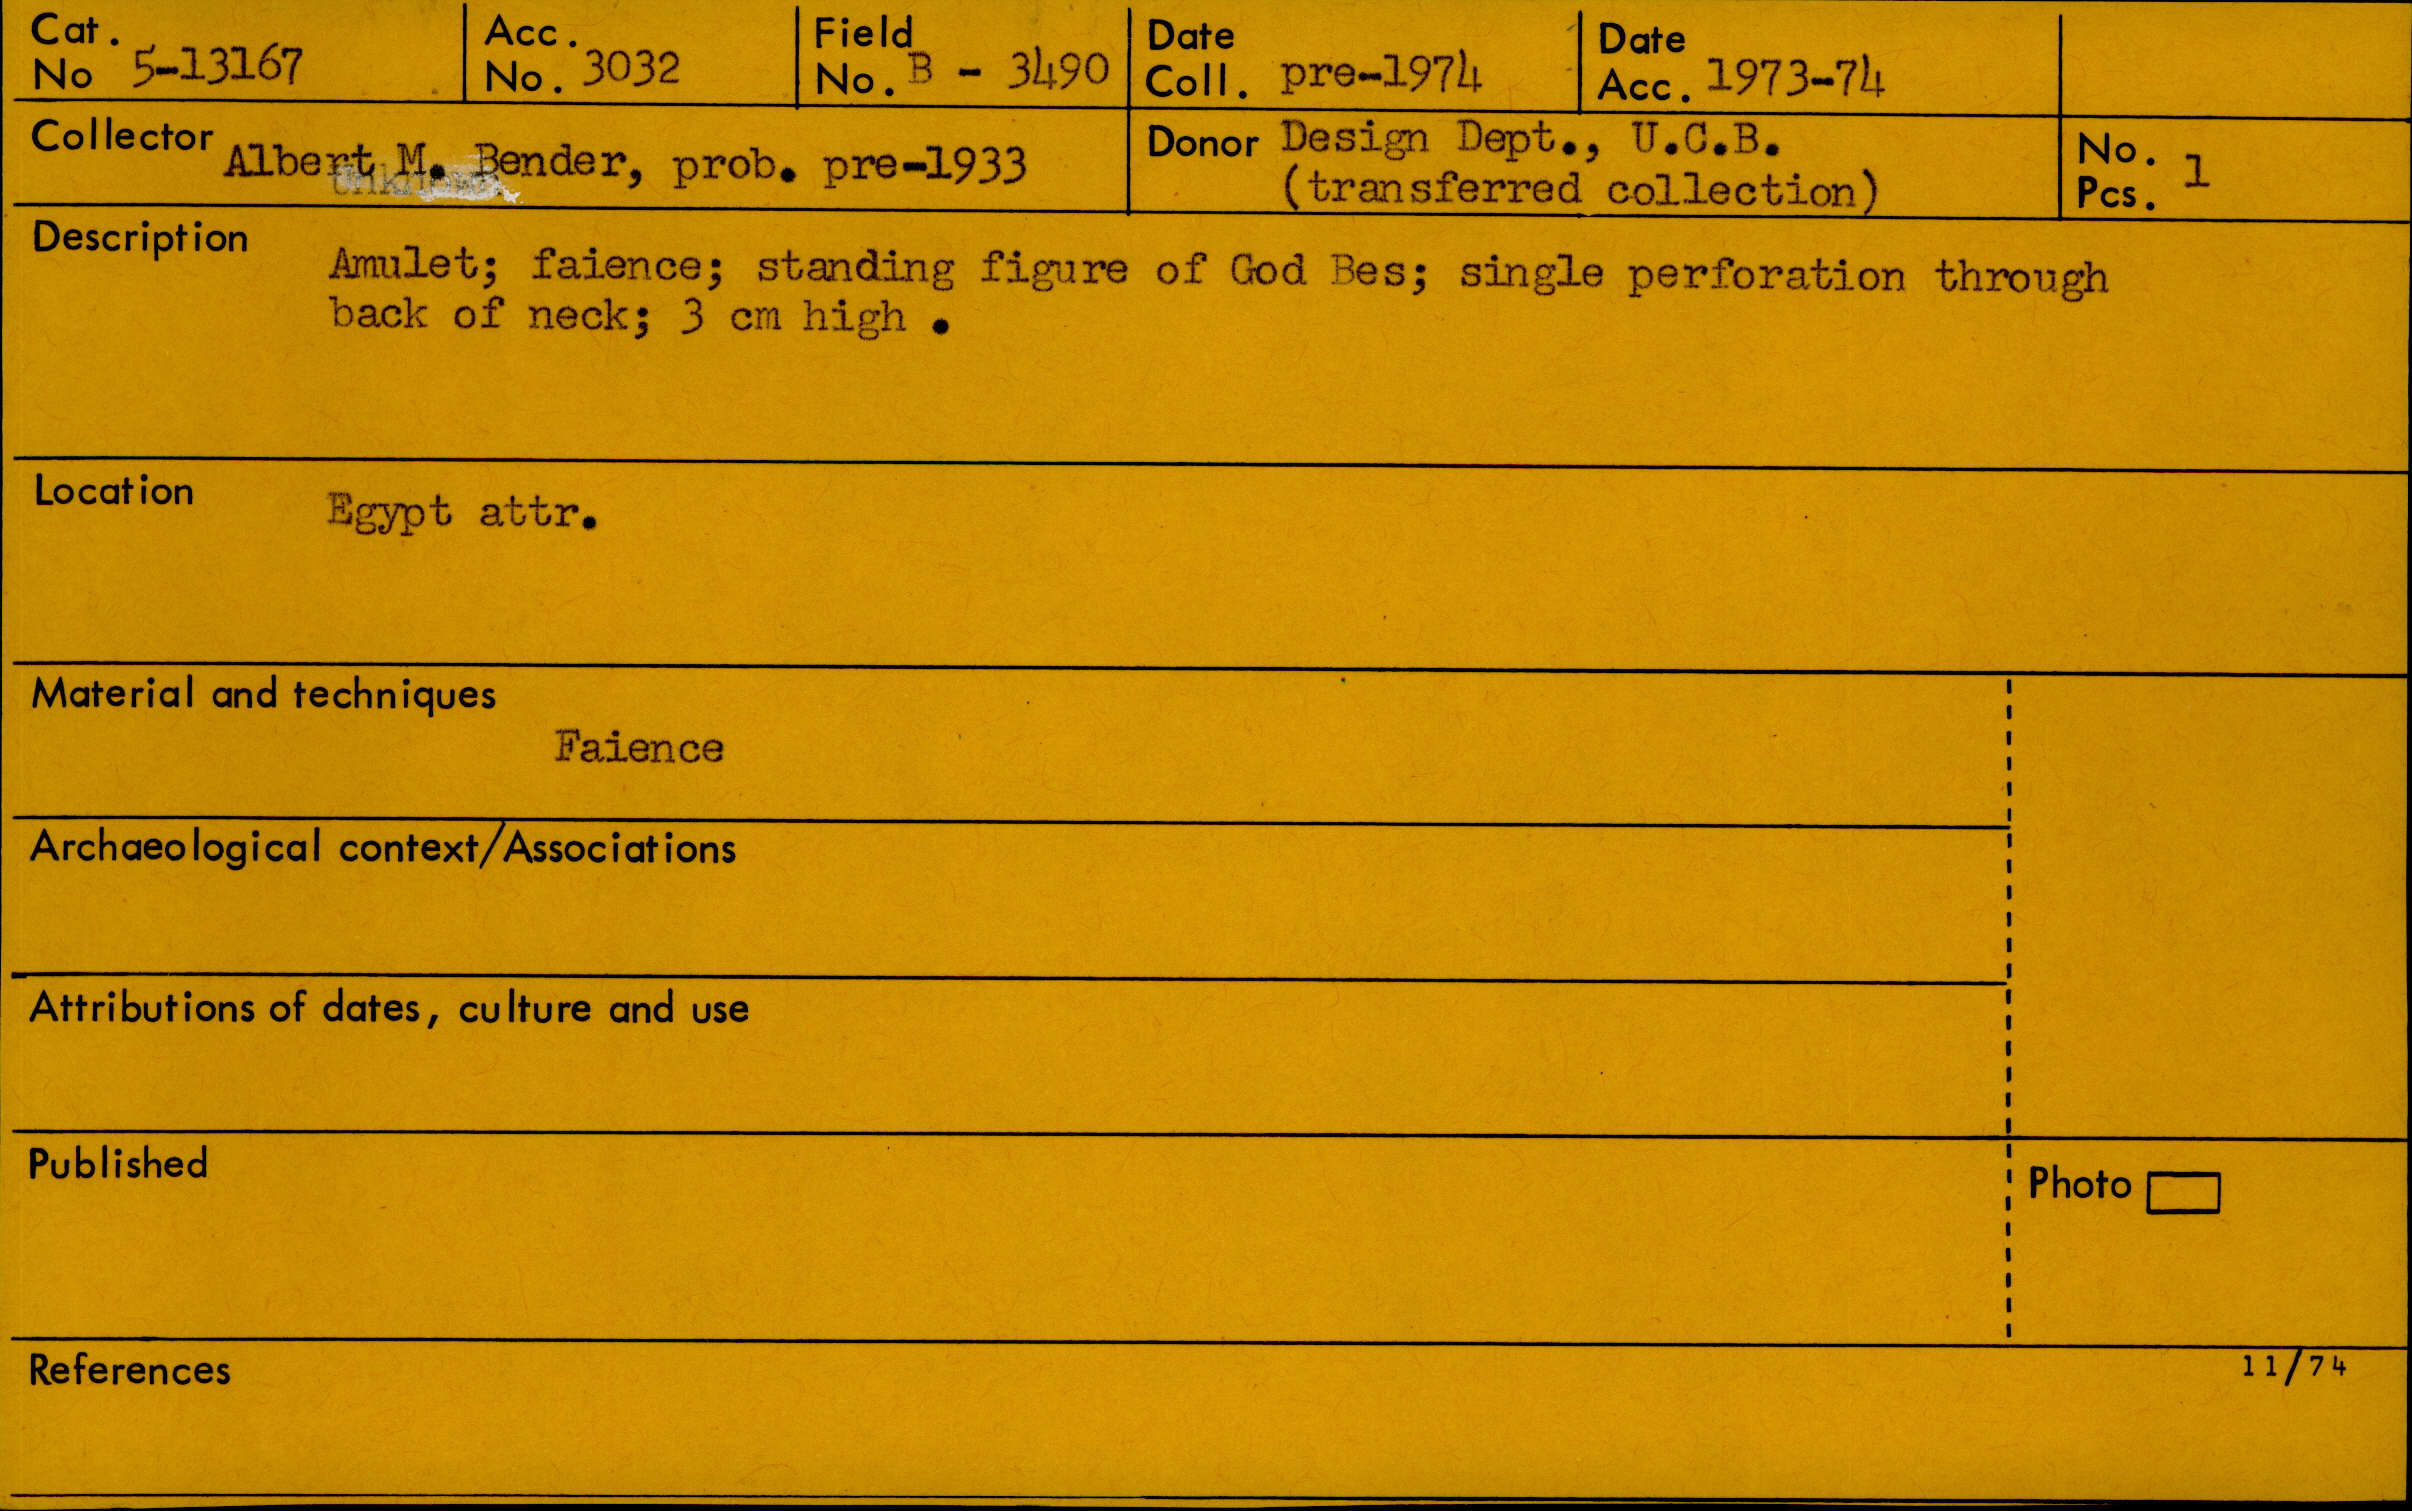 Cat. No 5-13167
Acc. No. 3032
Field No. B - 3490
Date Coll. pre-1974
Date Acc. 1973-74
Collector Albert M. Bender, prob. pre-1933
Unknown
Donor Design Dept., U.C.B.
(transferred collection)
No. Pcs. 1
Description
Amulet; faience; standing figure of God Bes; single perforation through
back of neck; 3 cm high .
Location
Egypt attr.
Material and techniques
Faience
Archaeological context/Associations
Attributions of dates, culture and use
Published
Photo
References
11/74